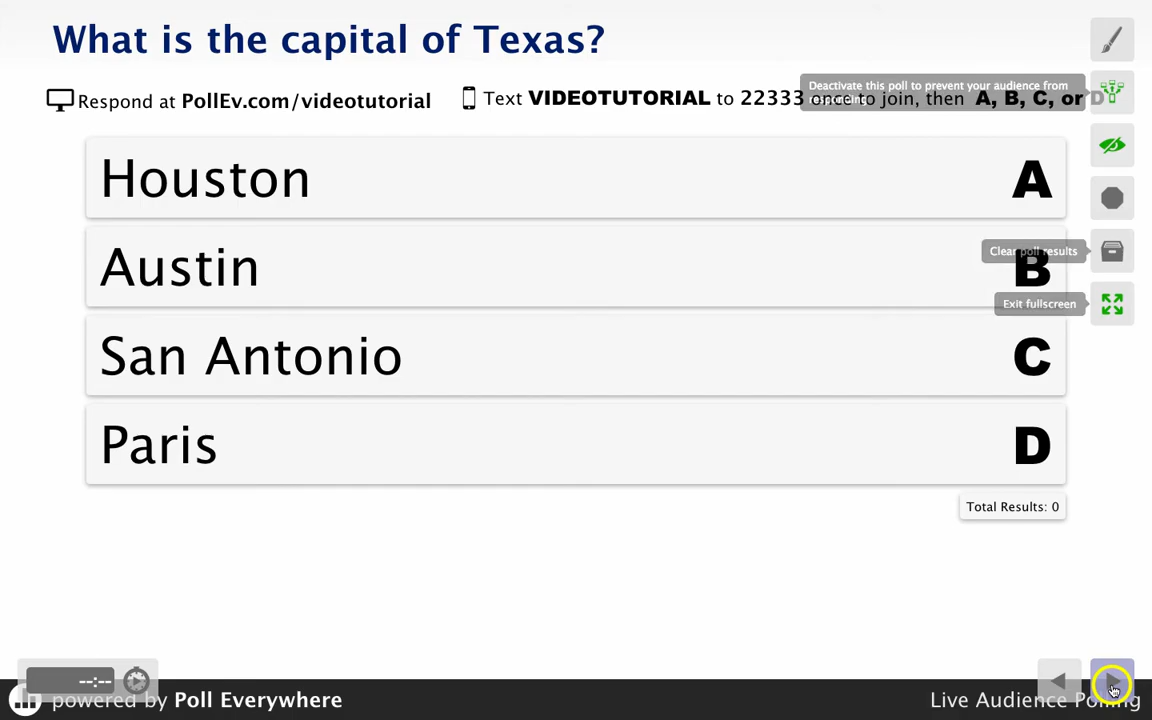 What is the capital of Texas?
Respond at PollEv.com/videotutorial
Text VIDEOTUTORIAL to 22333 once to join, then A, B, C, or D
Deactivate this poll to prevent your audience from
responding
Houston A
Austin B
Clear poll results
Exit fullscreen
San Antonio C
Paris D
Total Results: 0
--:--
powered by Poll Everywhere
Live Audience Polling